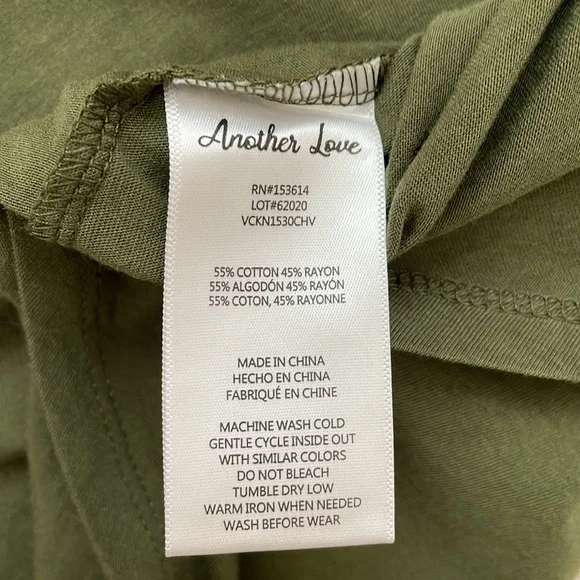 Another Love
RN#153614
LOT#62020
VCKN1530CHV
55% COTTON 45% RAYON
55% ALGODÓN 45% RAYÓN
55% COTON, 45% RAYONNE
MADE IN CHINA
HECHO EN CHINA
FABRIQUÉ EN CHINE
MACHINE WASH COLD
GENTLE CYCLE INSIDE OUT
WITH SIMILAR COLORS
DO NOT BLEACH
TUMBLE DRY LOW
WARM IRON WHEN NEEDED
WASH BEFORE WEAR